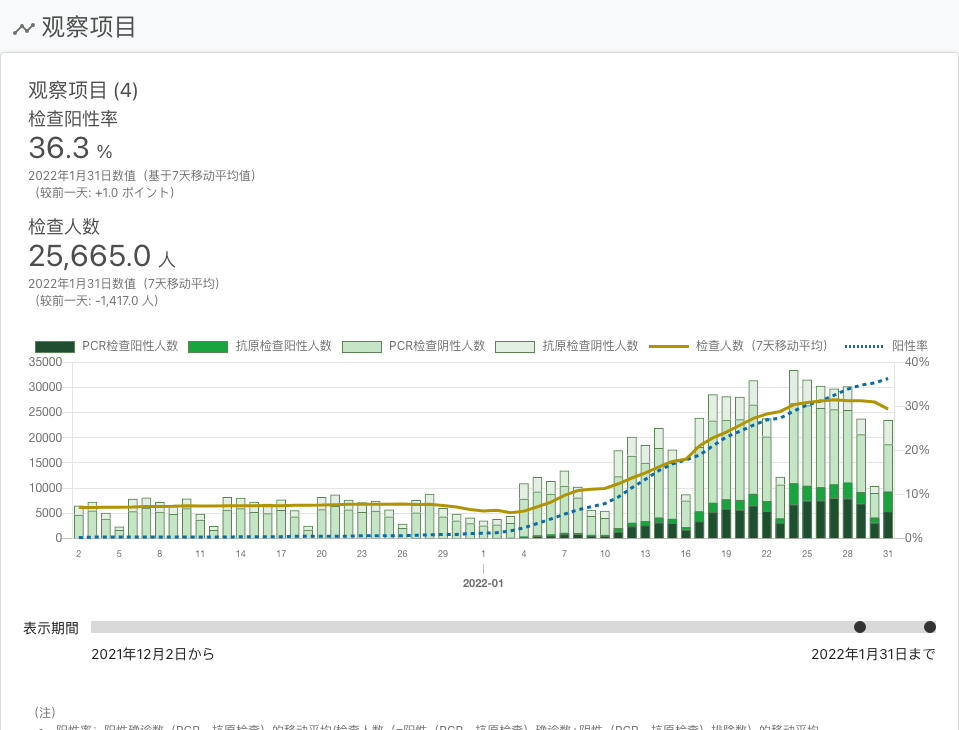 观察项目
观察项目 (4)
检查阳性率
36.3 %
2022年1月31日数值（基于7天移动平均值）
（较前一天: +1.0 ポイント）
检查人数
25,665.0 人
2022年1月31日数值（7天移动平均）
（较前一天: -1,417.0 人）
PCR检查阳性人数 抗原检查阳性人数 PCR检查阴性人数 抗原检查阴性人数 检查人数（7天移动平均） 阳性率
35000 40%
30000
25000 30%
20000
15000 20%
10000 10%
5000
0 0%
2 5 8 11 14 17 20 23 26 29 1 4 7 10 13 16 19 22 25 28 31
2022-01
表示期間
2021年12月2日から 2022年1月31日まで
（注）